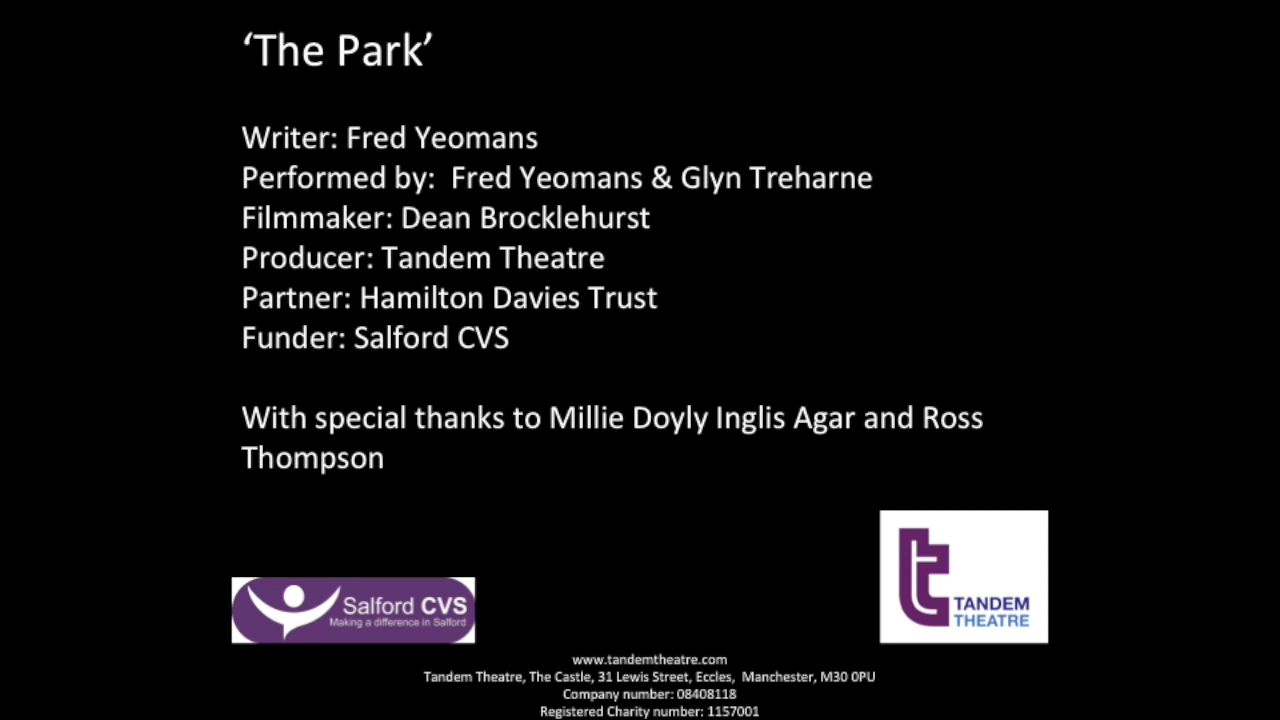 ‘The Park’
Writer: Fred Yeomans
Performed by:  Fred Yeomans & Glyn Treharne
Filmmaker: Dean Brocklehurst
Producer: Tandem Theatre
Partner: Hamilton Davies Trust
Funder: Salford CVS
With special thanks to Millie Doyly Inglis Agar and Ross
Thompson
Salford CVS
Making a difference in Salford
t
TANDEM
THEATRE
www.tandemtheatre.com
Tandem Theatre, The Castle, 31 Lewis Street, Eccles,  Manchester, M30 0PU
Company number: 08408118
Registered Charity number: 1157001